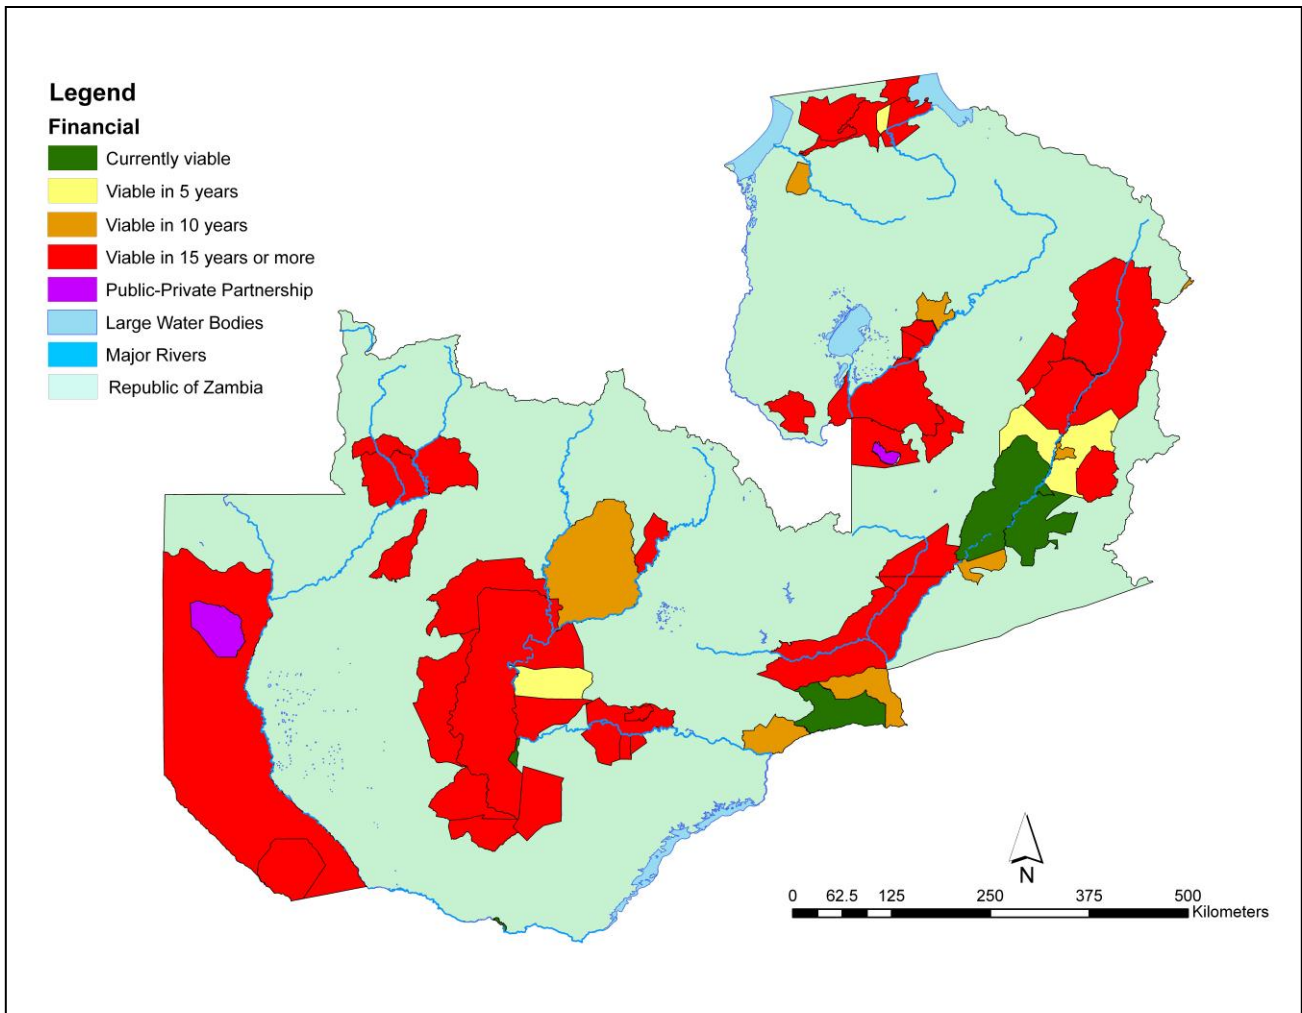 Legend
Financial
Currently viable
Viable in 5 years
Viable in 10 years
Viable in 15 years or more
Public-Private Partnership
Large Water Bodies
Major Rivers
Republic of Zambia
N
0 62.5 125 250 375 500
Kilometers